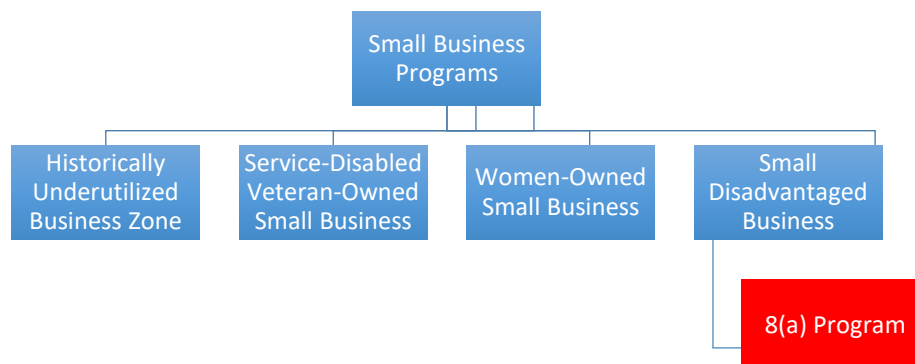 Small Business
Programs
Historically
Underutilized
Business Zone
Service-Disabled
Veteran-Owned
Small Business
Women-Owned
Small Business
Small
Disadvantaged
Business
8(a) Program